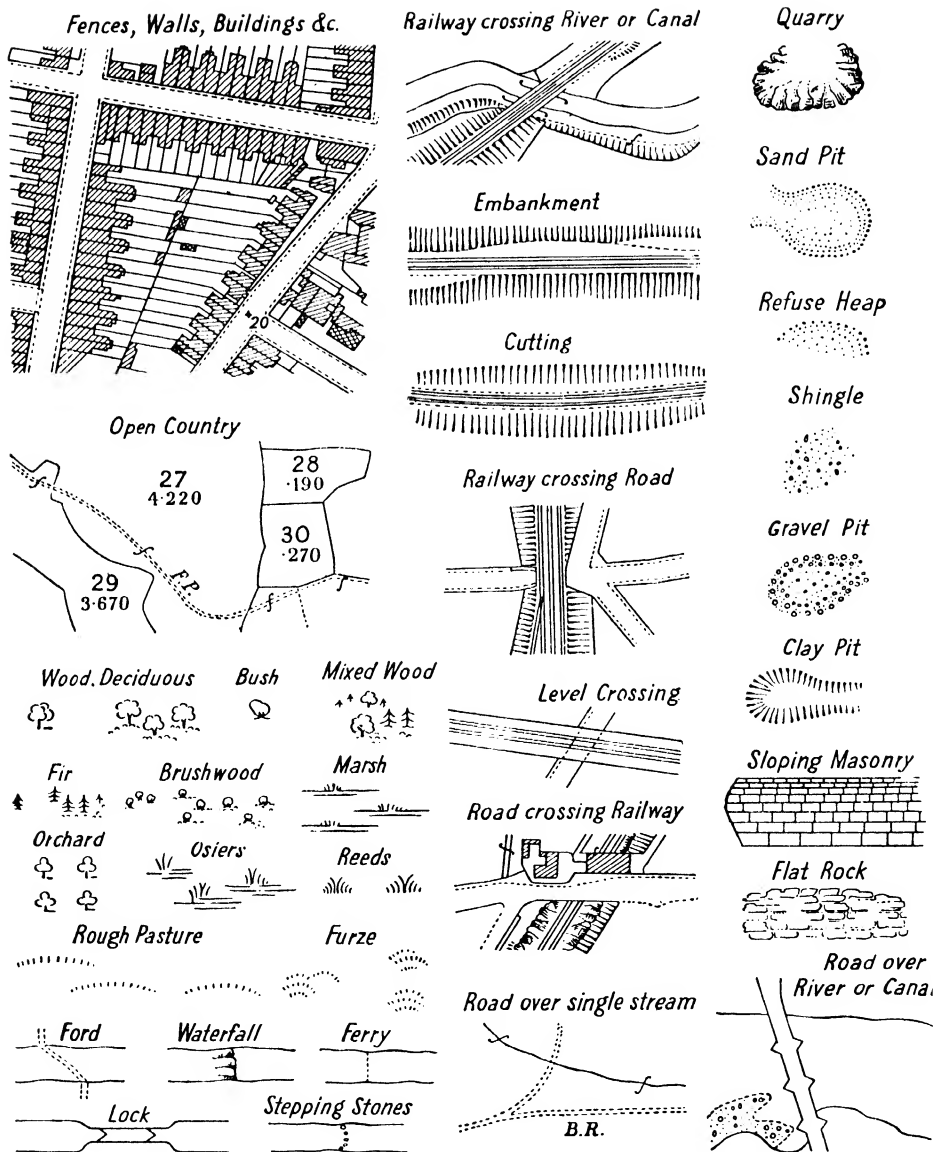 Fences, Walls, Buildings &c.
20
Open Country
27
4·220
28
·190
30
·270
29
3·670
F.P.
Wood. Deciduous
Bush
Mixed Wood
Fir
Brushwood
Marsh
Orchard
Osiers
Reeds
Rough Pasture
Furze
Ford
Waterfall
Ferry
Lock
Stepping Stones
Railway crossing River or Canal
Embankment
Cutting
Railway crossing Road
Level Crossing
Road crossing Railway
Road over single stream
B.R.
Quarry
Sand Pit
Refuse Heap
Shingle
Gravel Pit
Clay Pit
Sloping Masonry
Flat Rock
Road over
River or Canal